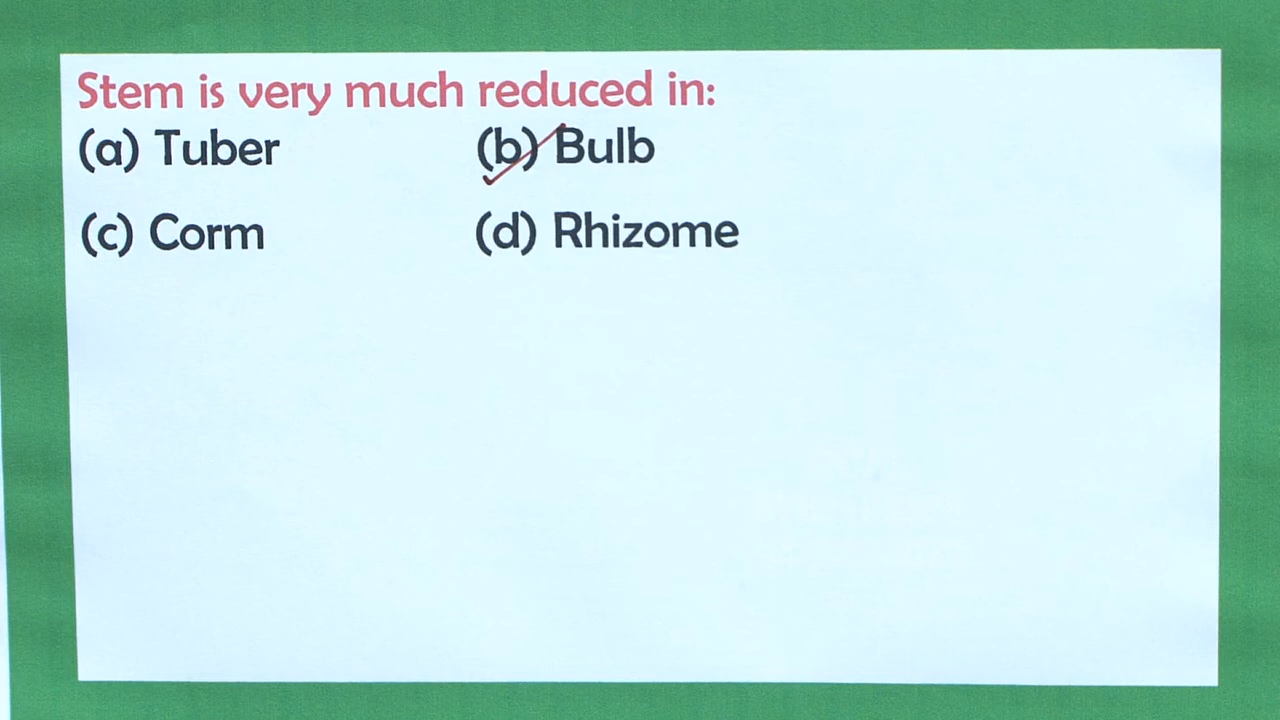 Stem is very much reduced in:
(a) Tuber (b) Bulb
(c) Corm (d) Rhizome